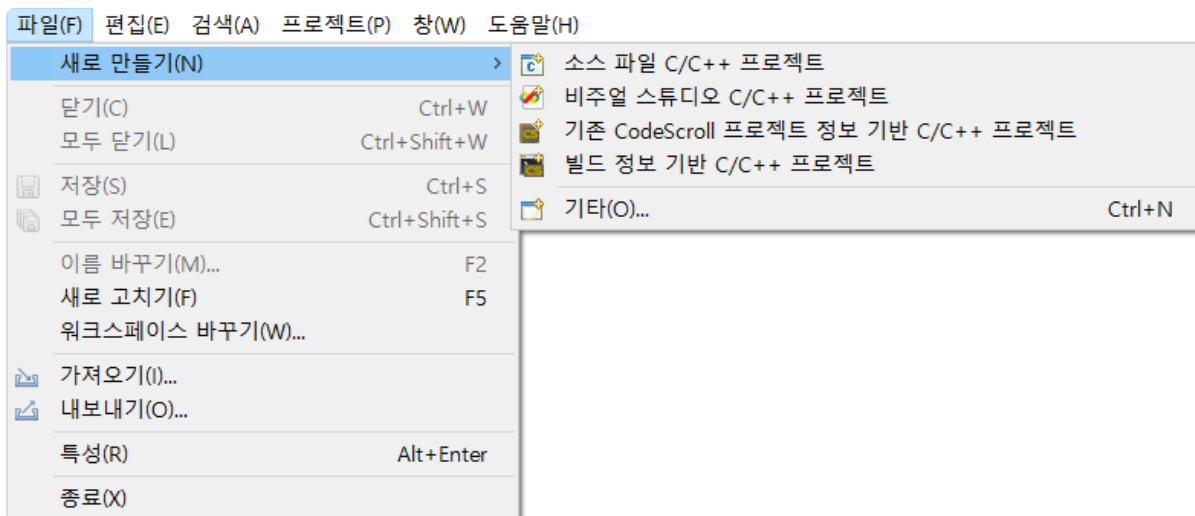 파일(F) 편집(E) 검색(A) 프로젝트(P) 창(W) 도움말(H)
새로 만들기(N) >
닫기(C) Ctrl+W
모두 닫기(L) Ctrl+Shift+W
저장(S) Ctrl+S
모두 저장(E) Ctrl+Shift+S
이름 바꾸기(M)... F2
새로 고치기(F) F5
워크스페이스 바꾸기(W)...
가져오기(I)...
내보내기(O)...
특성(R) Alt+Enter
종료(X)
소스 파일 C/C++ 프로젝트
비주얼 스튜디오 C/C++ 프로젝트
기존 CodeScroll 프로젝트 정보 기반 C/C++ 프로젝트
빌드 정보 기반 C/C++ 프로젝트
기타(O)... Ctrl+N